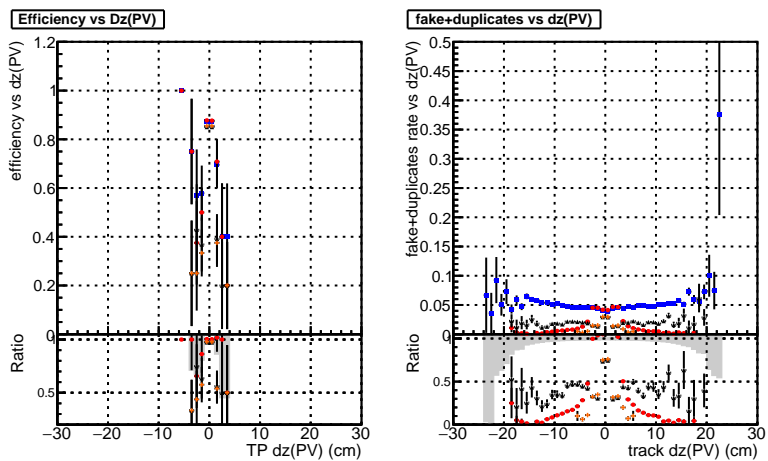 Efficiency vs Dz(PV)
efficiency vs dz(PV)
1.2
1
0.8
0.6
0.4
0.2
0
Ratio
1
0.5
−30 −20 −10 0 10 20 30
TP dz(PV) (cm)
fake+duplicates vs dz(PV)
fake+duplicates rate vs dz(PV)
0.5
0.45
0.4
0.35
0.3
0.25
0.2
0.15
0.1
0.05
0
Ratio
1
0.5
0
−30 −20 −10 0 10 20 30
track dz(PV) (cm)